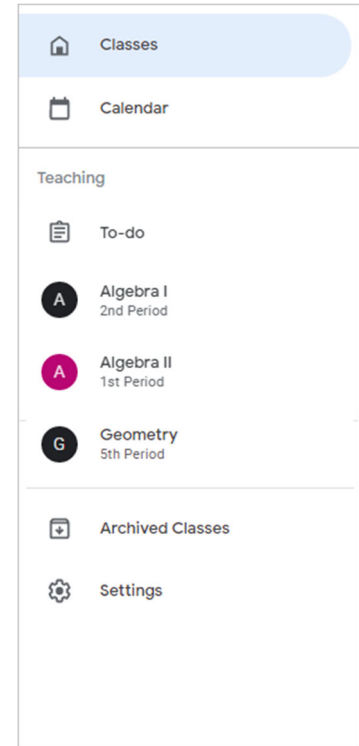 Classes
Calendar
Teaching
To-do
A
Algebra I
2nd Period
A
Algebra II
1st Period
G
Geometry
5th Period
Archived Classes
Settings